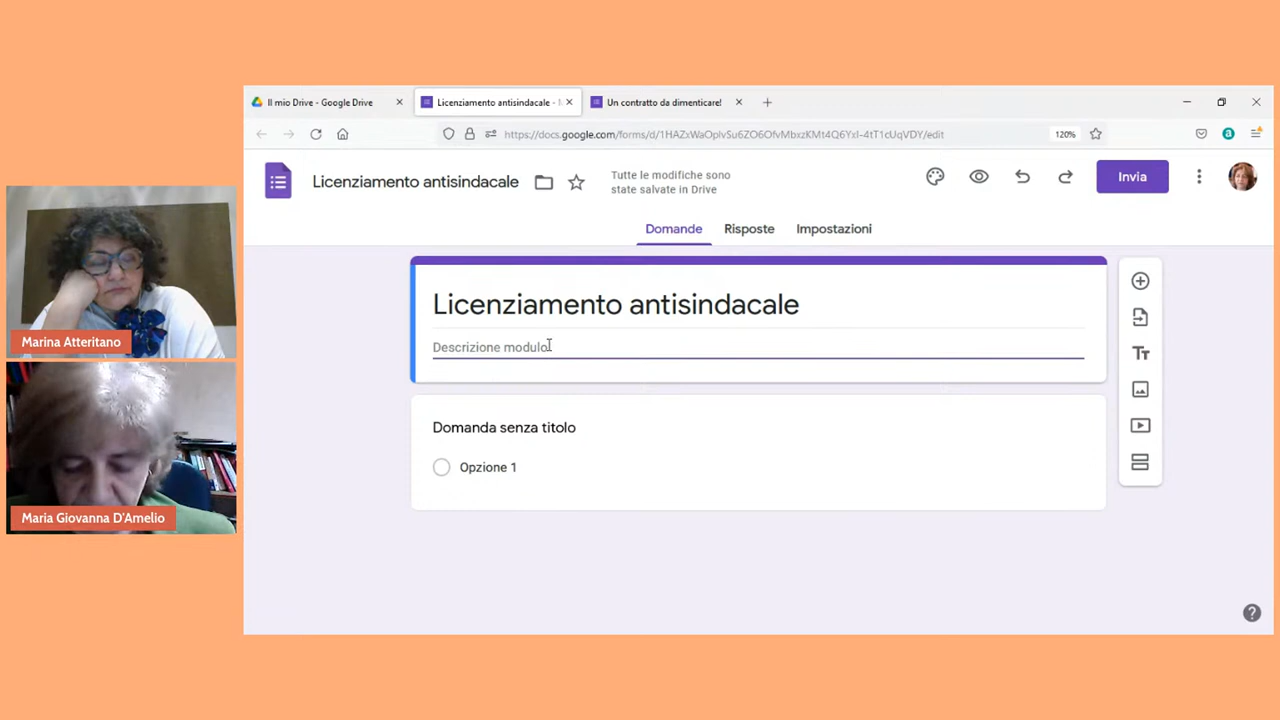 Il mio Drive - Google Drive
Licenziamento antisindacale -
Un contratto da dimenticare!
https://docs.google.com/forms/d/1HAZxWaOplvSu6ZO6OfvMbxzKMt4Q6YxI-4tT1cUqVDY/edit
120%
Licenziamento antisindacale
Tutte le modifiche sono
state salvate in Drive
Invia
Domande
Risposte
Impostazioni
Licenziamento antisindacale
Descrizione modulo
Domanda senza titolo
Opzione 1
Marina Atteritano
Maria Giovanna D'Amelio